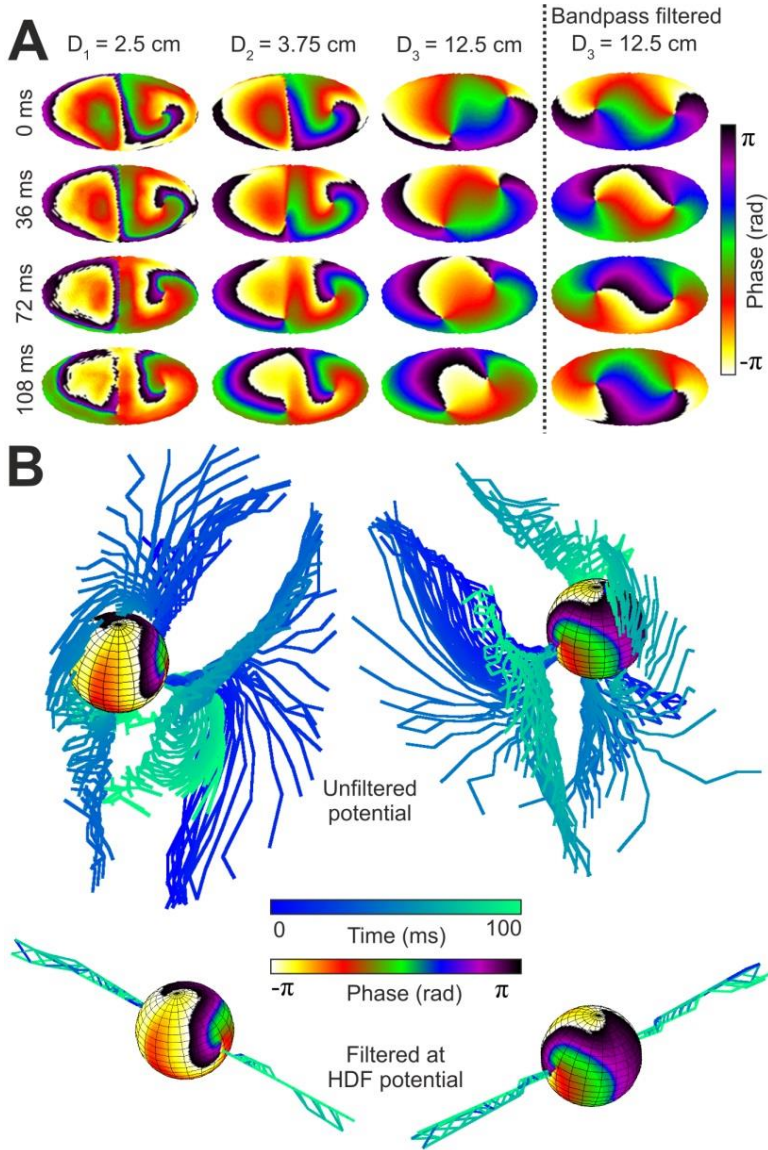 A
D1 = 2.5 cm
D2 = 3.75 cm
D3 = 12.5 cm
Bandpass filtered
D3 = 12.5 cm
0 ms
36 ms
72 ms
108 ms
π
Phase (rad)
-π
B
Unfiltered
potential
0
Time (ms)
100
-π
Phase (rad)
π
Filtered at
HDF potential